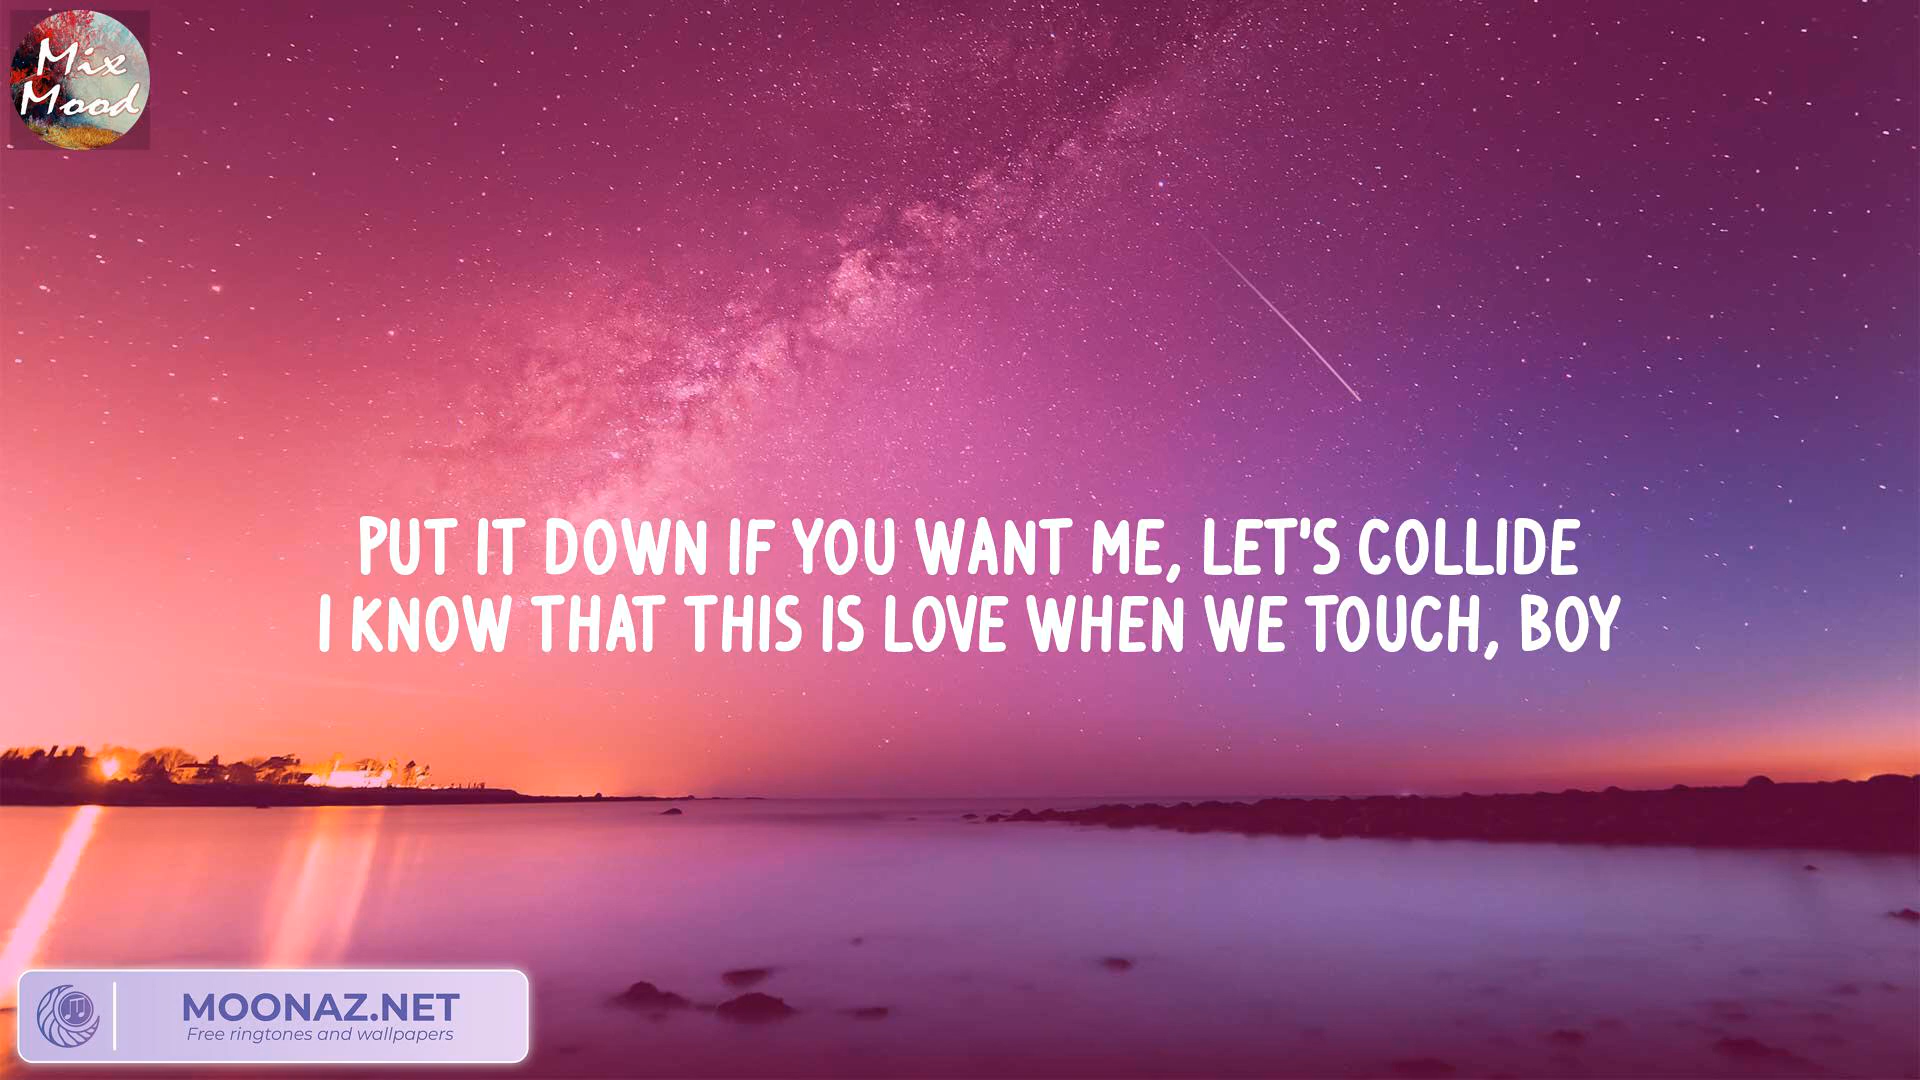 Mix
Mood
PUT IT DOWN IF YOU WANT ME, LET'S COLLIDE
I KNOW THAT THIS IS LOVE WHEN WE TOUCH, BOY
MOONAZ.NET
Free ringtones and wallpapers